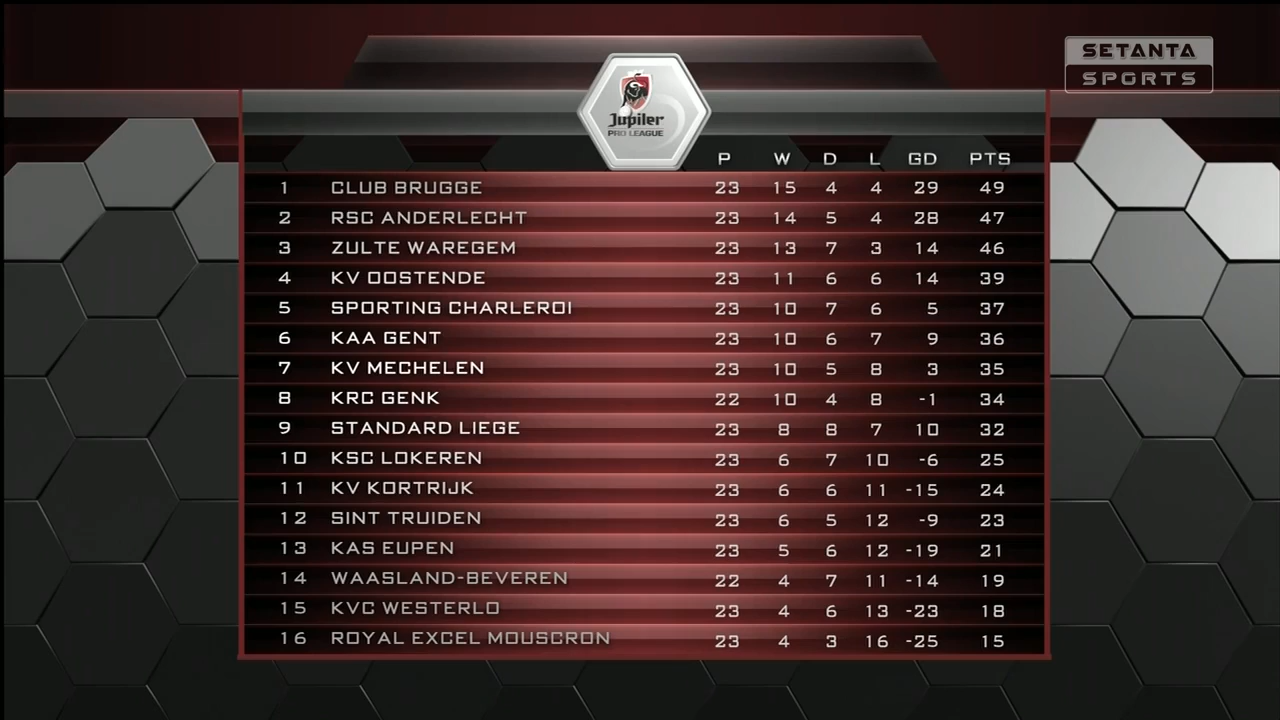 SETANTA
SPORTS
Jupiler
PRO LEAGUE
P W D L GD PTS
1 CLUB BRUGGE 23 15 4 4 29 49
2 RSC ANDERLECHT 23 14 5 4 28 47
3 ZULTE WAREGEM 23 13 7 3 14 46
4 KV OOSTENDE 23 11 6 6 14 39
5 SPORTING CHARLEROI 23 10 7 6 5 37
6 KAA GENT 23 10 6 7 9 36
7 KV MECHELEN 23 10 5 8 3 35
8 KRC GENK 22 10 4 8 -1 34
9 STANDARD LIEGE 23 8 8 7 10 32
10 KSC LOKEREN 23 6 7 10 -6 25
11 KV KORTRIJK 23 6 6 11 -15 24
12 SINT TRUIDEN 23 6 5 12 -9 23
13 KAS EUPEN 23 5 6 12 -19 21
14 WAASLAND-BEVEREN 22 4 7 11 -14 19
15 KVC WESTERLO 23 4 6 13 -23 18
16 ROYAL EXCEL MOUSCRON 23 4 3 16 -25 15